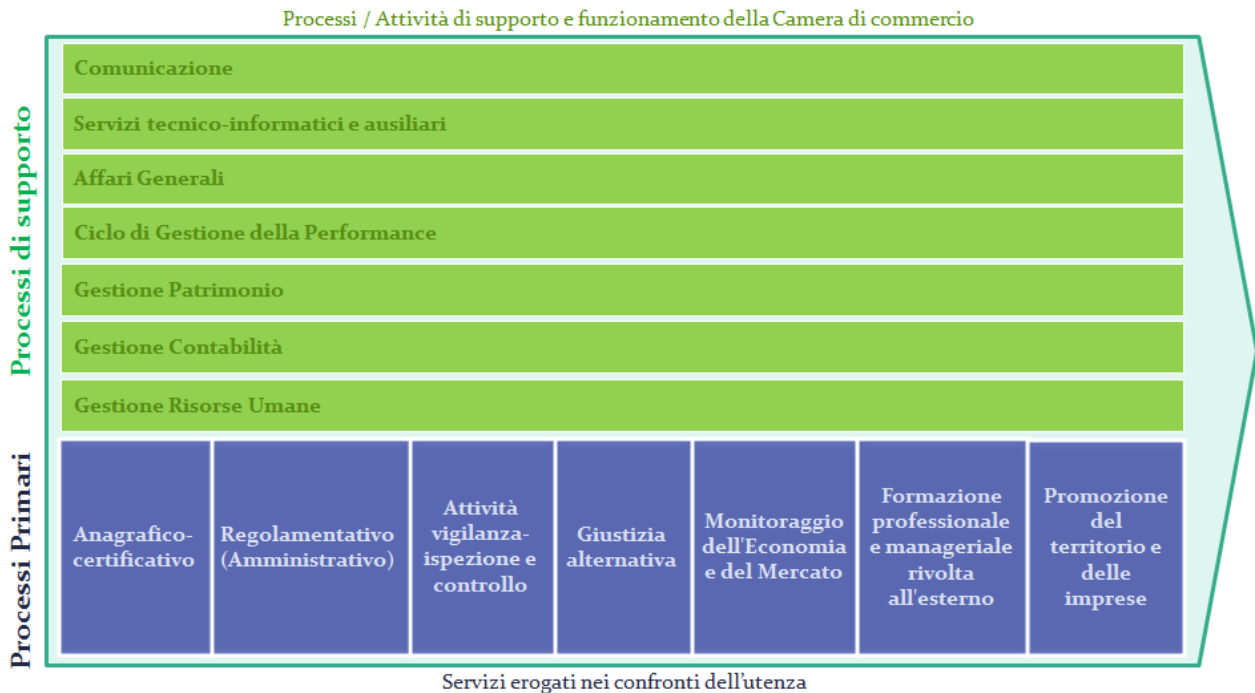 Processi / Attività di supporto e funzionamento della Camera di commercio
Processi di supporto
Comunicazione
Servizi tecnico-informatici e ausiliari
Affari Generali
Ciclo di Gestione della Performance
Gestione Patrimonio
Gestione Contabilità
Gestione Risorse Umane
Processi Primari
Anagrafico-
certificativo
Regolamentativo
(Amministrativo)
Attività
vigilanza-
ispezione e
controllo
Giustizia
alternativa
Monitoraggio
dell'Economia
e del Mercato
Formazione
professionale
e manageriale
rivolta
all'esterno
Promozione
del
territorio e
delle
imprese
Servizi erogati nei confronti dell'utenza